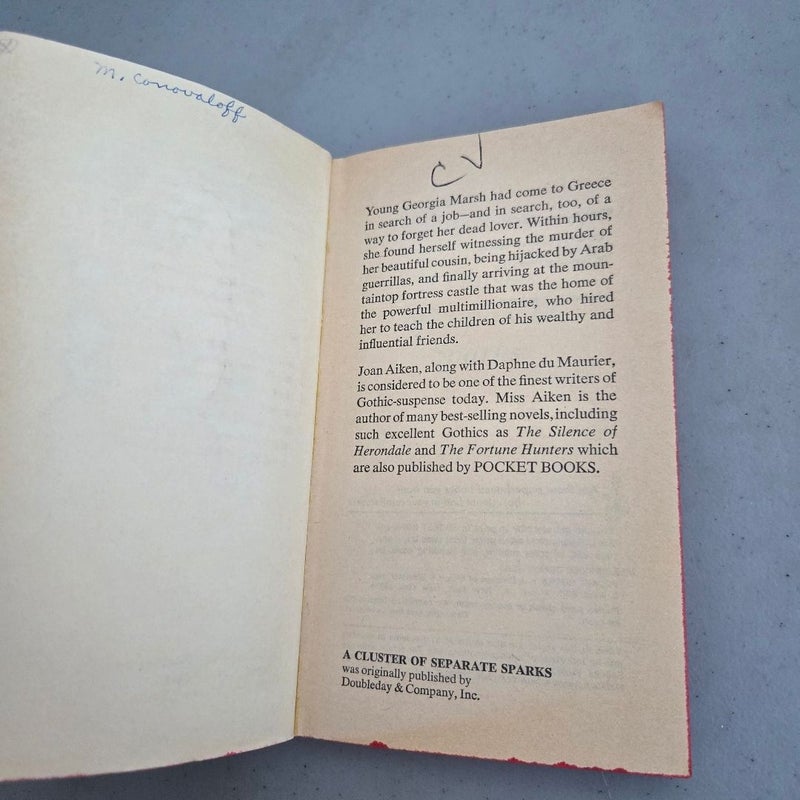 M. Conovaloff
CV
Young Georgia Marsh had come to Greece
in search of a job—and in search, too, of a
way to forget her dead lover. Within hours,
she found herself witnessing the murder of
her beautiful cousin, being hijacked by Arab
guerrillas, and finally arriving at the moun-
taintop fortress castle that was the home of
the powerful multimillionaire, who hired
her to teach the children of his wealthy and
influential friends.
Joan Aiken, along with Daphne du Maurier,
is considered to be one of the finest writers of
Gothic-suspense today. Miss Aiken is the
author of many best-selling novels, including
such excellent Gothics as The Silence of
Herondale and The Fortune Hunters which
are also published by POCKET BOOKS.
A CLUSTER OF SEPARATE SPARKS
was originally published by
Doubleday & Company, Inc.